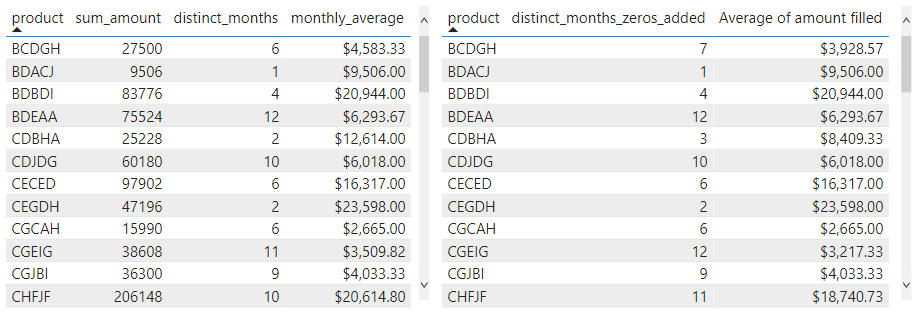 product sum_amount distinct_months monthly_average
BCDGH 27500 6 $4,583.33
BDACJ 9506 1 $9,506.00
BDBDI 83776 4 $20,944.00
BDEAA 75524 12 $6,293.67
CDBHA 25228 2 $12,614.00
CDJDG 60180 10 $6,018.00
CECED 97902 6 $16,317.00
CEGDH 47196 2 $23,598.00
CGCAH 15990 6 $2,665.00
CGEIG 38608 11 $3,509.82
CGJBI 36300 9 $4,033.33
CHFJF 206148 10 $20,614.80
product distinct_months_zeros_added Average of amount filled
BCDGH 7 $3,928.57
BDACJ 1 $9,506.00
BDBDI 4 $20,944.00
BDEAA 12 $6,293.67
CDBHA 3 $8,409.33
CDJDG 10 $6,018.00
CECED 6 $16,317.00
CEGDH 2 $23,598.00
CGCAH 6 $2,665.00
CGEIG 12 $3,217.33
CGJBI 9 $4,033.33
CHFJF 11 $18,740.73